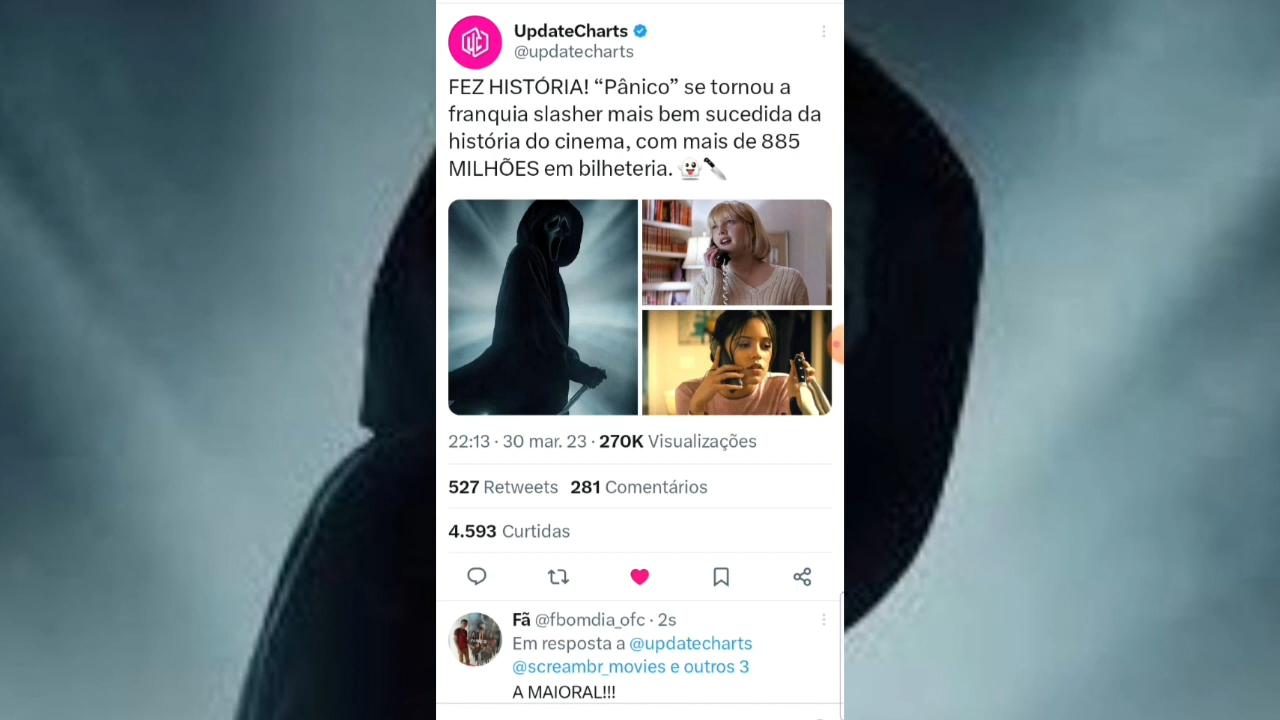 UpdateCharts
@updatecharts
FEZ HISTÓRIA! “Pânico” se tornou a
franquia slasher mais bem sucedida da
história do cinema, com mais de 885
MILHÕES em bilheteria. 👻🔪
22:13 · 30 mar. 23 · 270K Visualizações
527 Retweets 281 Comentários
4.593 Curtidas
Fã @fbomdia_ofc · 2s
Em resposta a @updatecharts
@screambr_movies e outros 3
A MAIORAL!!!